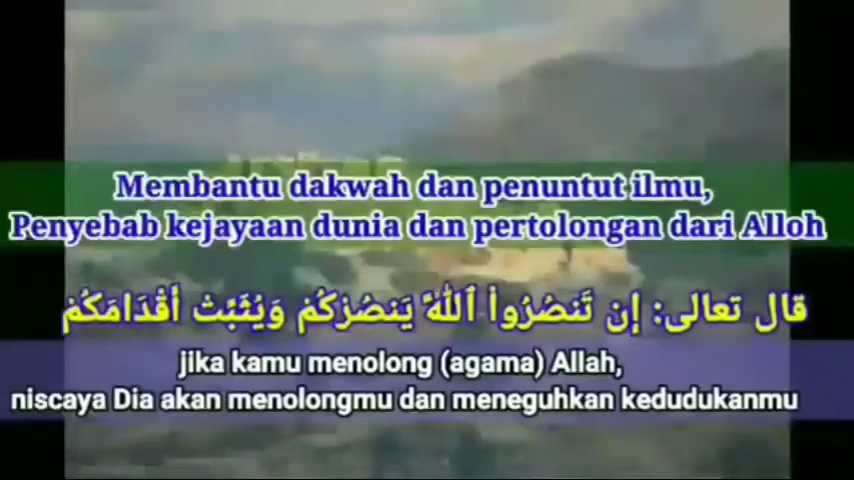 Membantu dakwah dan penuntut ilmu,
Penyebab kejayaan dunia dan pertolongan dari Alloh
قال تعالى: إِن تَنصُرُوا۟ ٱللَّهَ يَنصُرْكُمْ وَيُثَبِّتْ أَقْدَامَكُمْ
jika kamu menolong (agama) Allah,
niscaya Dia akan menolongmu dan meneguhkan kedudukanmu